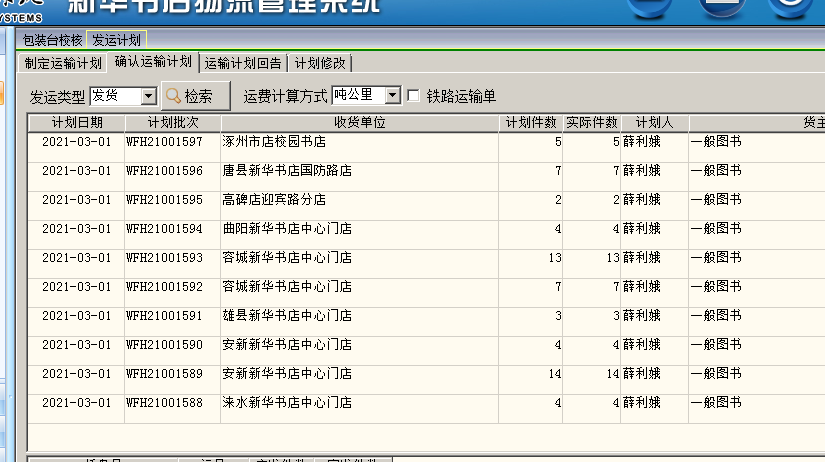 SYSTEMS 新华书店物流管理系统
包装台校核 发运计划
制定运输计划 确认运输计划 运输计划回告 计划修改
发运类型 发货 检索 运费计算方式 吨公里 铁路运输单
计划日期 计划批次 收货单位 计划件数 实际件数 计划人 货主
2021-03-01 WFH21001597 涿州市店校园书店 5 5 薛利娥 一般图书
2021-03-01 WFH21001596 唐县新华书店国防路店 7 7 薛利娥 一般图书
2021-03-01 WFH21001595 高碑店迎宾路分店 2 2 薛利娥 一般图书
2021-03-01 WFH21001594 曲阳新华书店中心门店 4 4 薛利娥 一般图书
2021-03-01 WFH21001593 容城新华书店中心门店 13 13 薛利娥 一般图书
2021-03-01 WFH21001592 容城新华书店中心门店 7 7 薛利娥 一般图书
2021-03-01 WFH21001591 雄县新华书店中心门店 3 3 薛利娥 一般图书
2021-03-01 WFH21001590 安新新华书店中心门店 4 4 薛利娥 一般图书
2021-03-01 WFH21001589 安新新华书店中心门店 14 14 薛利娥 一般图书
2021-03-01 WFH21001588 涞水新华书店中心门店 4 4 薛利娥 一般图书